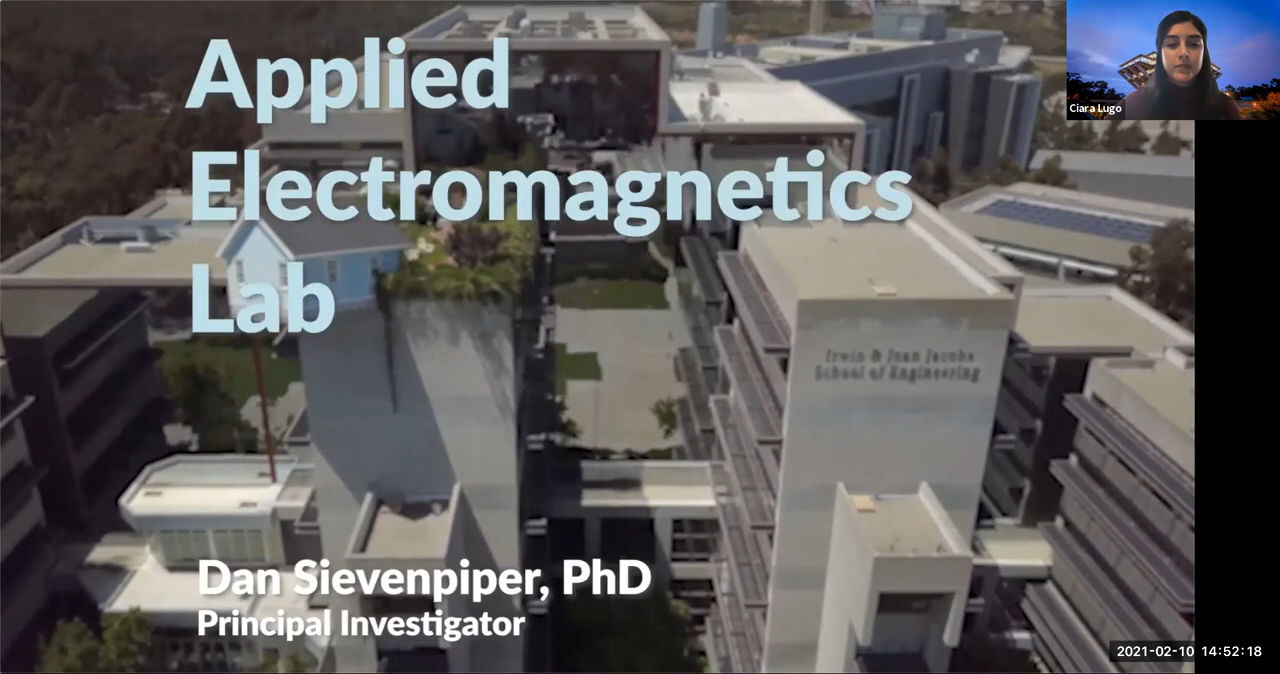 Applied
Electromagnetics
Lab
Ciara Lugo
Irwin & Joan Jacobs
School of Engineering
Dan Sievenpiper, PhD
Principal Investigator
2021-02-10 14:52:18